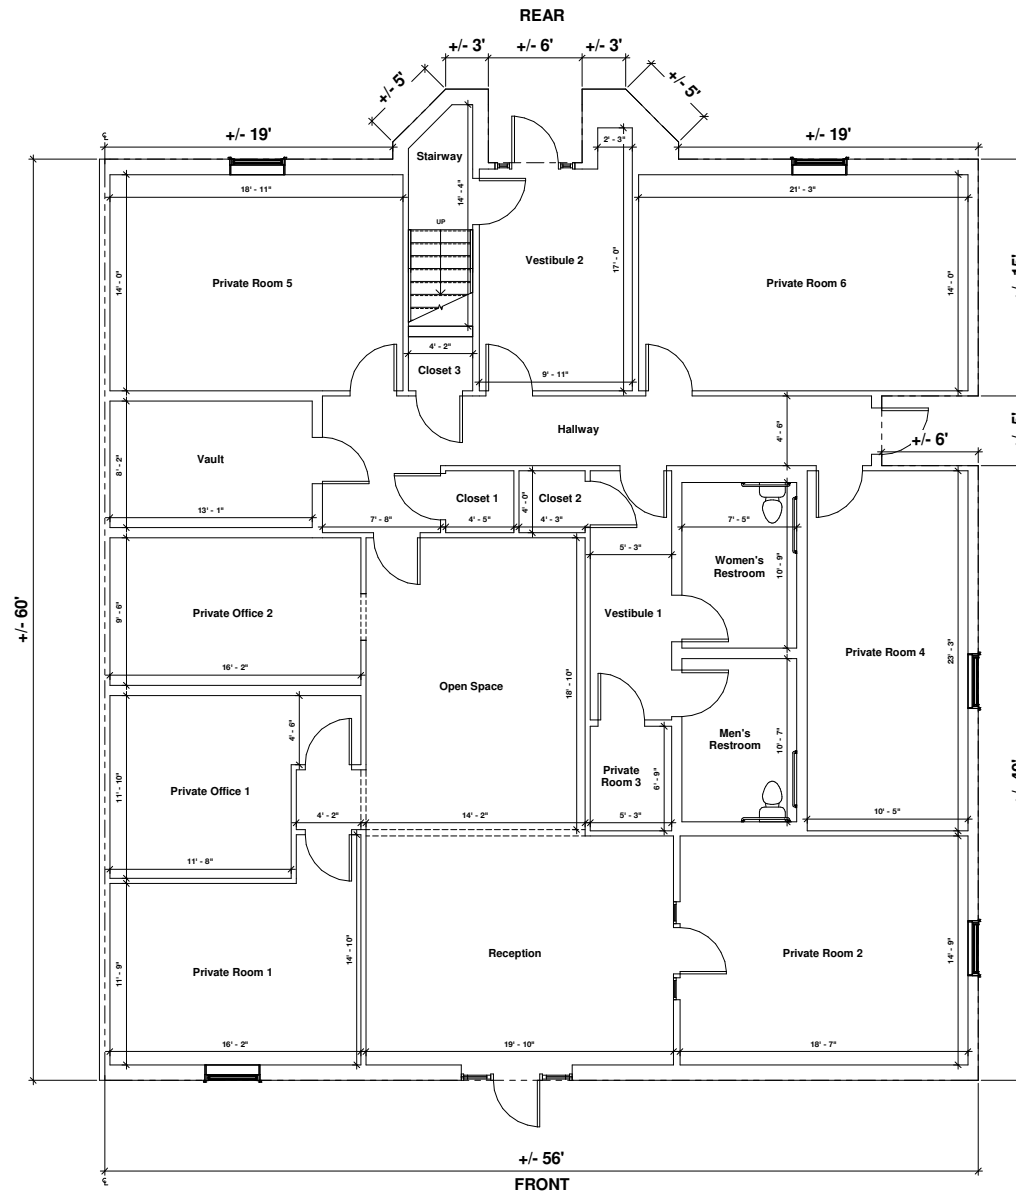 REAR
+/- 3'
+/- 6'
+/- 3'
+/- 5'
+/- 5'
℄
+/- 19'
+/- 19'
2' - 3"
Stairway
18' - 11"
14' - 4"
21' - 3"
UP
Vestibule 2
17' - 0"
14' - 0"
Private Room 5
Private Room 6
14' - 0"
4' - 2"
Closet 3
9' - 11"
Hallway
4' - 6"
+/- 6'
Vault
8' - 2"
13' - 1"
7' - 8"
Closet 1
4' - 5"
4' - 0"
Closet 2
4' - 3"
7' - 5"
5' - 3"
Women's
Restroom
10' - 9"
+/- 60'
9' - 6"
Private Office 2
16' - 2"
Vestibule 1
Private Room 4
23' - 3"
Open Space
18' - 10"
4' - 6"
Men's
Restroom
10' - 7"
11' - 10"
Private Office 1
Private
Room 3
6' - 9"
4' - 2"
14' - 2"
5' - 3"
10' - 5"
11' - 8"
Private Room 1
11' - 9"
14' - 10"
Reception
Private Room 2
14' - 9"
16' - 2"
19' - 10"
18' - 7"
+/- 56'
℄
FRONT